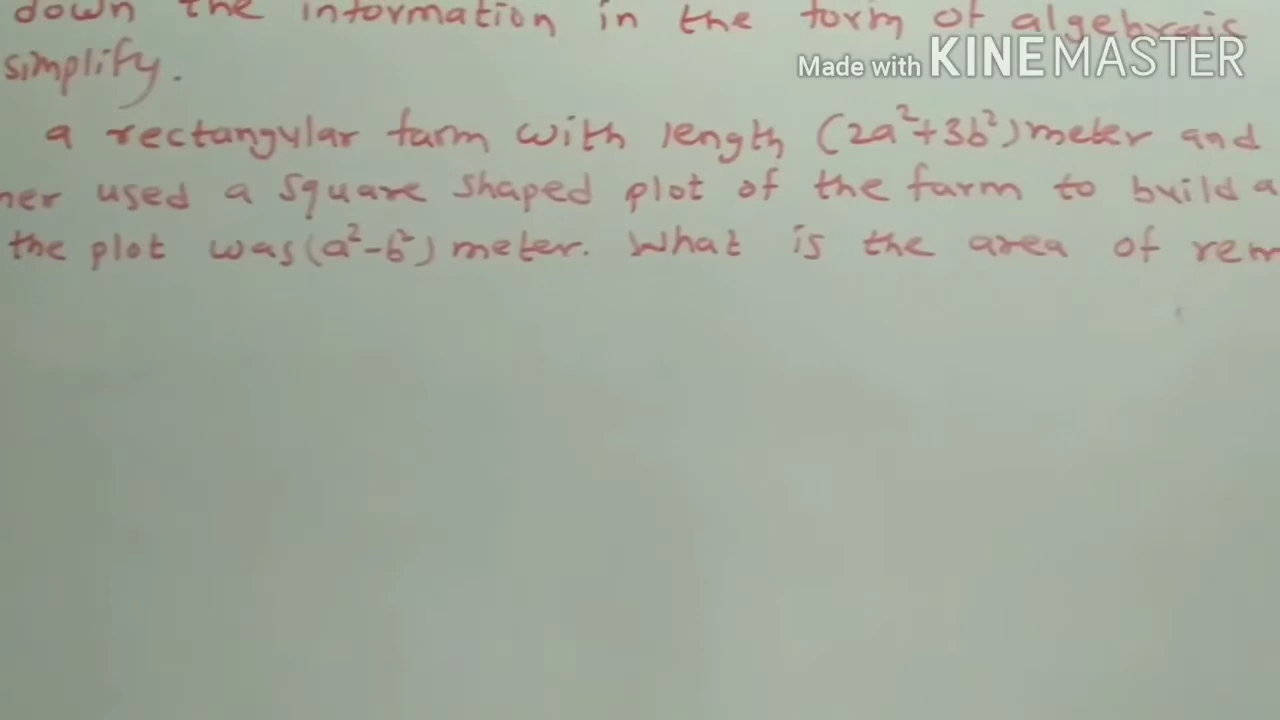 down the information in the form of algebraic
simplify.
Made with KINEMASTER
a rectangular farm with length (2a²+3b²) meter and
ner used a square shaped plot of the farm to build a
the plot was (a²-b²) meter. What is the area of rem